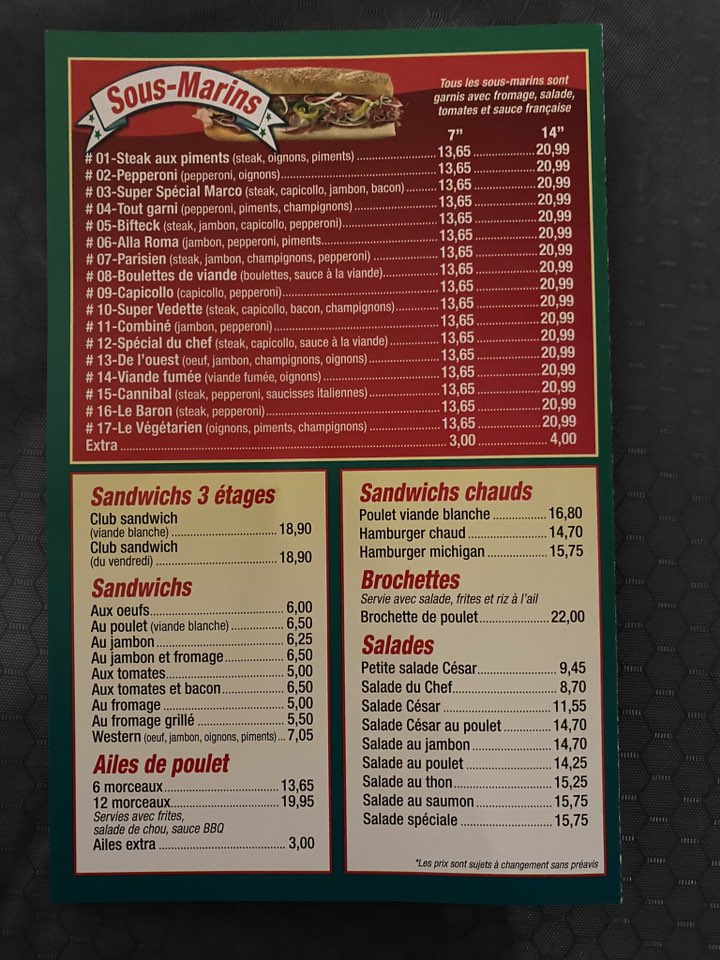 Sous-Marins
Tous les sous-marins sont
garnis avec fromage, salade,
tomates et sauce française
7" 14"
# 01-Steak aux piments (steak, oignons, piments) 13,65 20,99
# 02-Pepperoni (pepperoni, oignons) 13,65 20,99
# 03-Super Spécial Marco (steak, capicollo, jambon, bacon) 13,65 20,99
# 04-Tout garni (pepperoni, piments, champignons) 13,65 20,99
# 05-Bifteck (steak, jambon, capicollo, pepperoni) 13,65 20,99
# 06-Alla Roma (jambon, pepperoni, piments 13,65 20,99
# 07-Parisien (steak, jambon, champignons, pepperoni) 13,65 20,99
# 08-Boulettes de viande (boulettes, sauce à la viande) 13,65 20,99
# 09-Capicollo (capicollo, pepperoni) 13,65 20,99
# 10-Super Vedette (steak, capicollo, bacon, champignons) 13,65 20,99
# 11-Combiné (jambon, pepperoni) 13,65 20,99
# 12-Spécial du chef (steak, capicollo, sauce à la viande) 13,65 20,99
# 13-De l'ouest (oeuf, jambon, champignons, oignons) 13,65 20,99
# 14-Viande fumée (viande fumée, oignons) 13,65 20,99
# 15-Cannibal (steak, pepperoni, saucisses italiennes) 13,65 20,99
# 16-Le Baron (steak, pepperoni) 13,65 20,99
# 17-Le Végétarien (oignons, piments, champignons) 13,65 20,99
Extra 3,00 4,00
Sandwichs 3 étages
Club sandwich
(viande blanche) 18,90
Club sandwich
(du vendredi) 18,90
Sandwichs
Aux oeufs 6,00
Au poulet (viande blanche) 6,50
Au jambon 6,25
Au jambon et fromage 6,50
Aux tomates 5,00
Aux tomates et bacon 6,50
Au fromage 5,00
Au fromage grillé 5,50
Western (oeuf, jambon, oignons, piments) 7,05
Ailes de poulet
6 morceaux 13,65
12 morceaux 19,95
Servies avec frites,
salade de chou, sauce BBQ
Ailes extra 3,00
Sandwichs chauds
Poulet viande blanche 16,80
Hamburger chaud 14,70
Hamburger michigan 15,75
Brochettes
Servie avec salade, frites et riz à l'ail
Brochette de poulet 22,00
Salades
Petite salade César 9,45
Salade du Chef 8,70
Salade César 11,55
Salade César au poulet 14,70
Salade au jambon 14,70
Salade au poulet 14,25
Salade au thon 15,25
Salade au saumon 15,75
Salade spéciale 15,75
*Les prix sont sujets à changement sans préavis